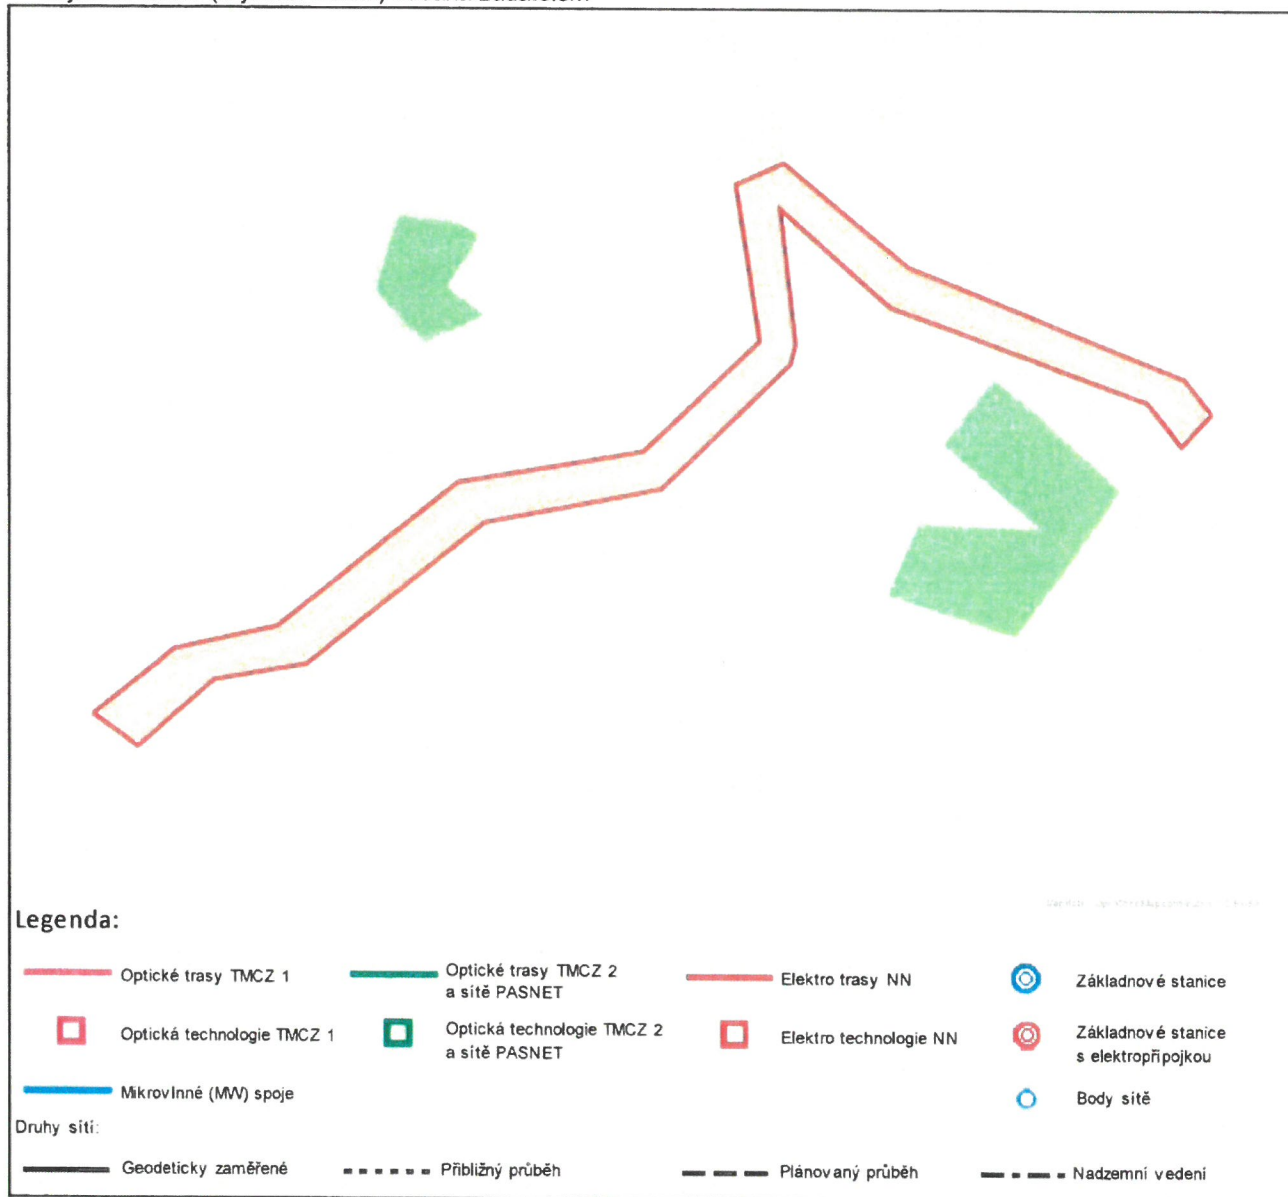 Legenda:
Optické trasy TMCZ 1
Optické trasy TMCZ 2
a sítě PASNET
Elektro trasy NN
Základnové stanice
Optická technologie TMCZ 1
Optická technologie TMCZ 2
a sítě PASNET
Elektro technologie NN
Základnové stanice
s elektropřípojkou
Mikrovlnné (MW) spoje
Body sítě
Druhy sítí:
Geodeticky zaměřené
Přibližný průběh
Plánovaný průběh
Nadzemní vedení